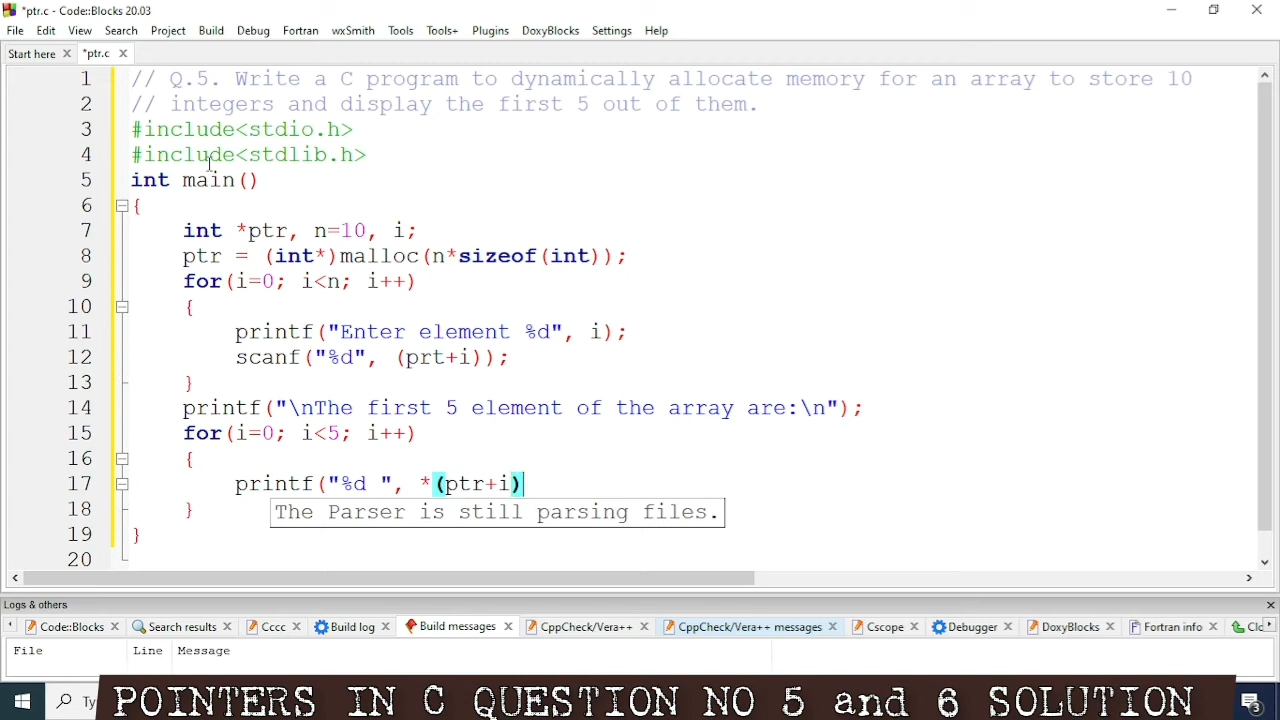 *ptr.c - Code::Blocks 20.03
File Edit View Search Project Build Debug Fortran wxSmith Tools Tools+ Plugins DoxyBlocks Settings Help
Start here *ptr.c
1 // Q.5. Write a C program to dynamically allocate memory for an array to store 10
2 // integers and display the first 5 out of them.
3 #include<stdio.h>
4 #include<stdlib.h>
5 int main()
6 {
7 int *ptr, n=10, i;
8 ptr = (int*)malloc(n*sizeof(int));
9 for(i=0; i<n; i++)
10 {
11 printf("Enter element %d", i);
12 scanf("%d", (prt+i));
13 }
14 printf("\nThe first 5 element of the array are:\n");
15 for(i=0; i<5; i++)
16 {
17 printf("%d ", *(ptr+i)
18 }
The Parser is still parsing files.
19 }
20
Logs & others
Code::Blocks Search results Cccc Build log Build messages CppCheck/Vera++ CppCheck/Vera++ messages Cscope Debugger DoxyBlocks Fortran info
File Line Message
POINTERS IN C QUESTION NO 5 and 6 SOLUTION
3